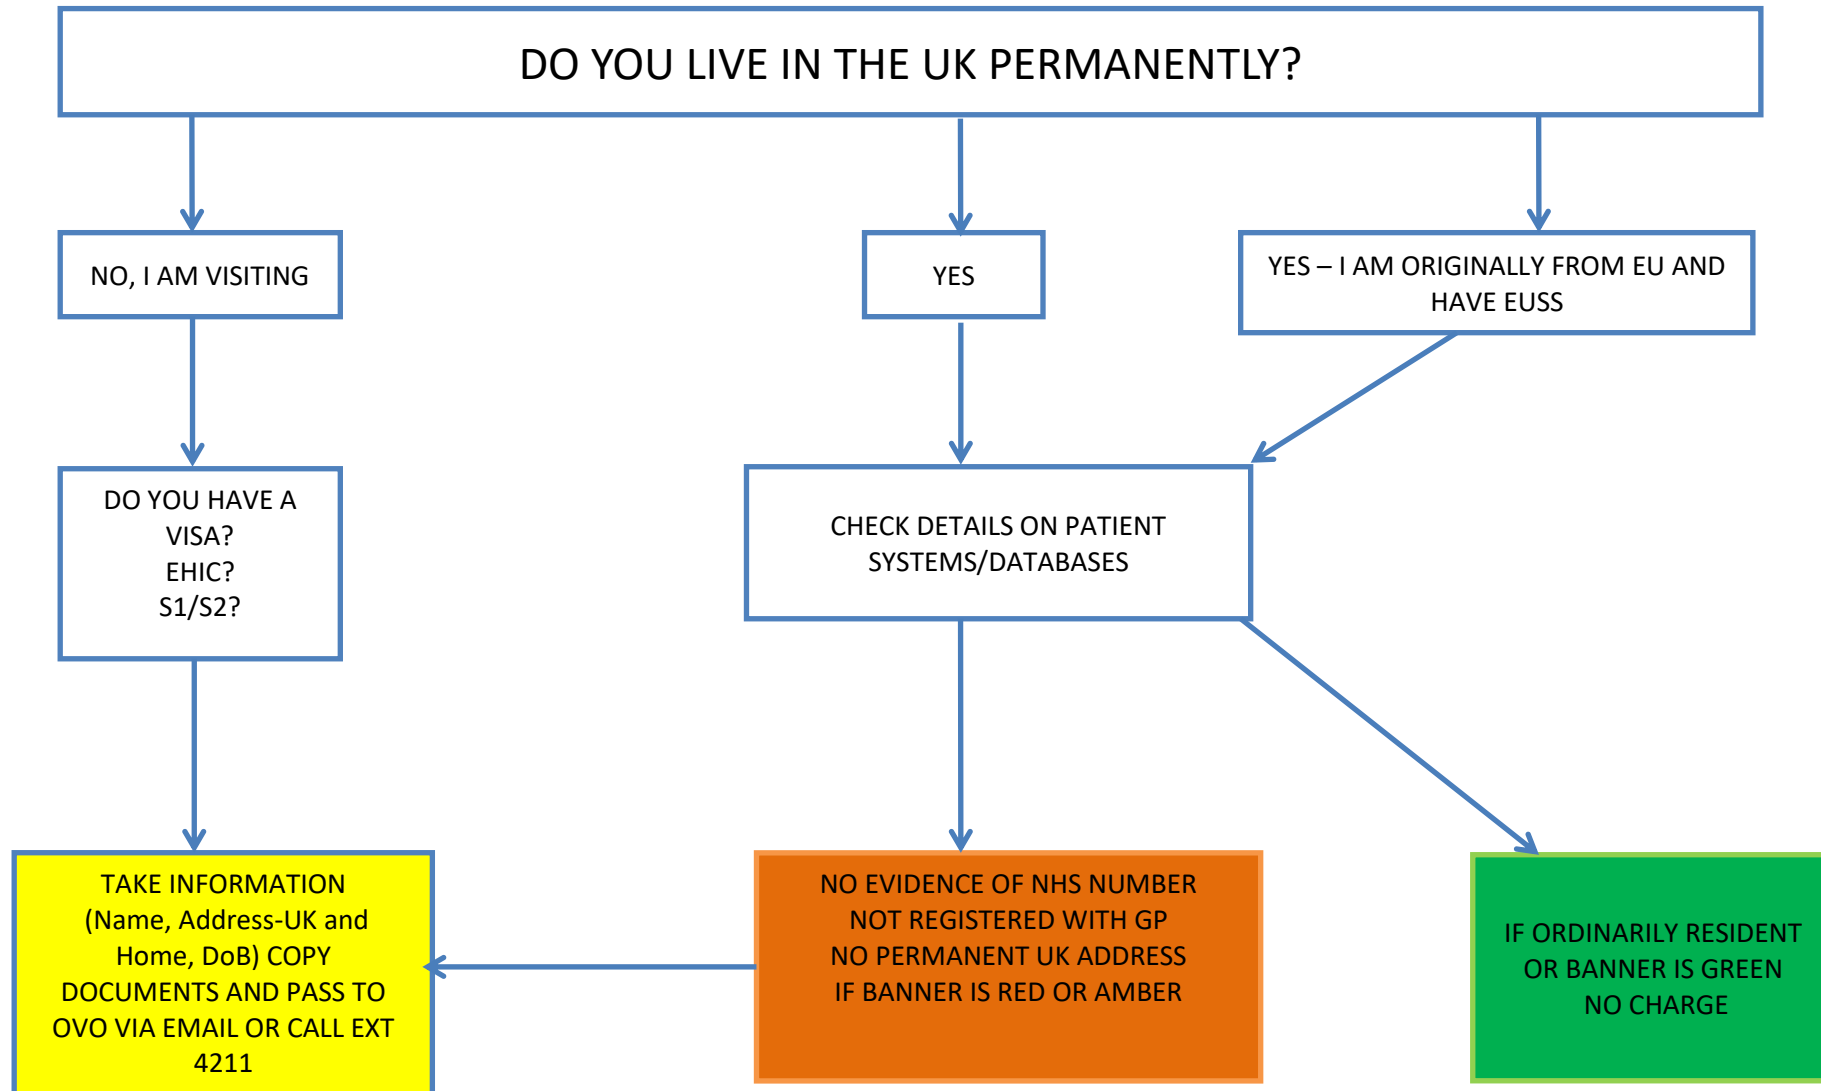 DO YOU LIVE IN THE UK PERMANENTLY?
NO, I AM VISITING
YES
YES – I AM ORIGINALLY FROM EU AND
HAVE EUSS
DO YOU HAVE A
VISA?
EHIC?
S1/S2?
CHECK DETAILS ON PATIENT
SYSTEMS/DATABASES
TAKE INFORMATION
(Name, Address-UK and
Home, DoB) COPY
DOCUMENTS AND PASS TO
OVO VIA EMAIL OR CALL EXT
4211
NO EVIDENCE OF NHS NUMBER
NOT REGISTERED WITH GP
NO PERMANENT UK ADDRESS
IF BANNER IS RED OR AMBER
IF ORDINARILY RESIDENT
OR BANNER IS GREEN
NO CHARGE